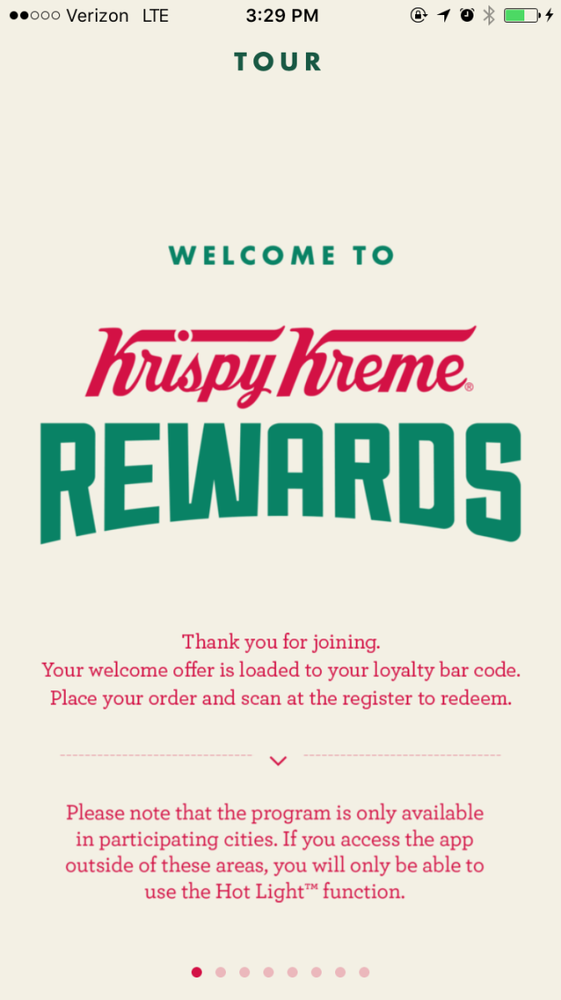 Verizon LTE 3:29 PM
TOUR
WELCOME TO
Krispy Kreme®
REWARDS
Thank you for joining.
Your welcome offer is loaded to your loyalty bar code.
Place your order and scan at the register to redeem.
Please note that the program is only available
in participating cities. If you access the app
outside of these areas, you will only be able to
use the Hot Light™ function.